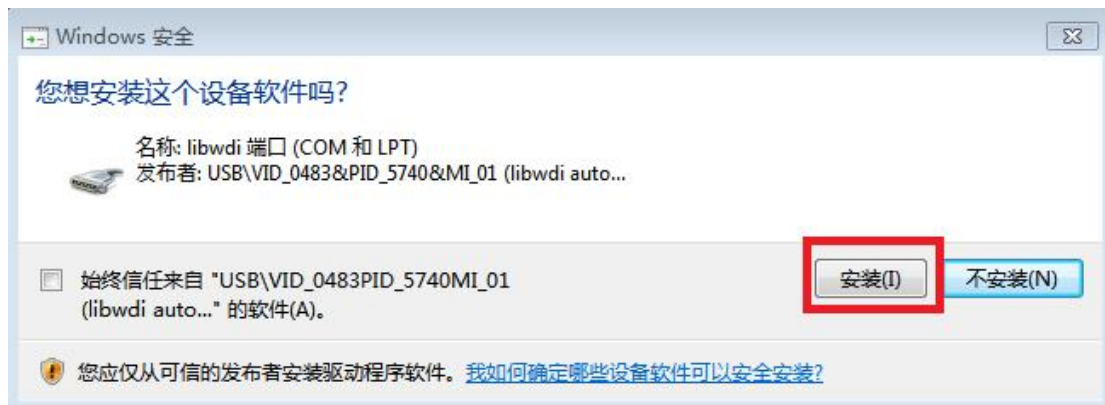 Windows 安全
您想安装这个设备软件吗?
名称: libwdi 端口 (COM 和 LPT)
发布者: USB\VID_0483&PID_5740&MI_01 (libwdi auto...
始终信任来自 "USB\VID_0483PID_5740MI_01
(libwdi auto..." 的软件(A)。
安装(I)
不安装(N)
您应仅从可信的发布者安装驱动程序软件。我如何确定哪些设备软件可以安全安装?